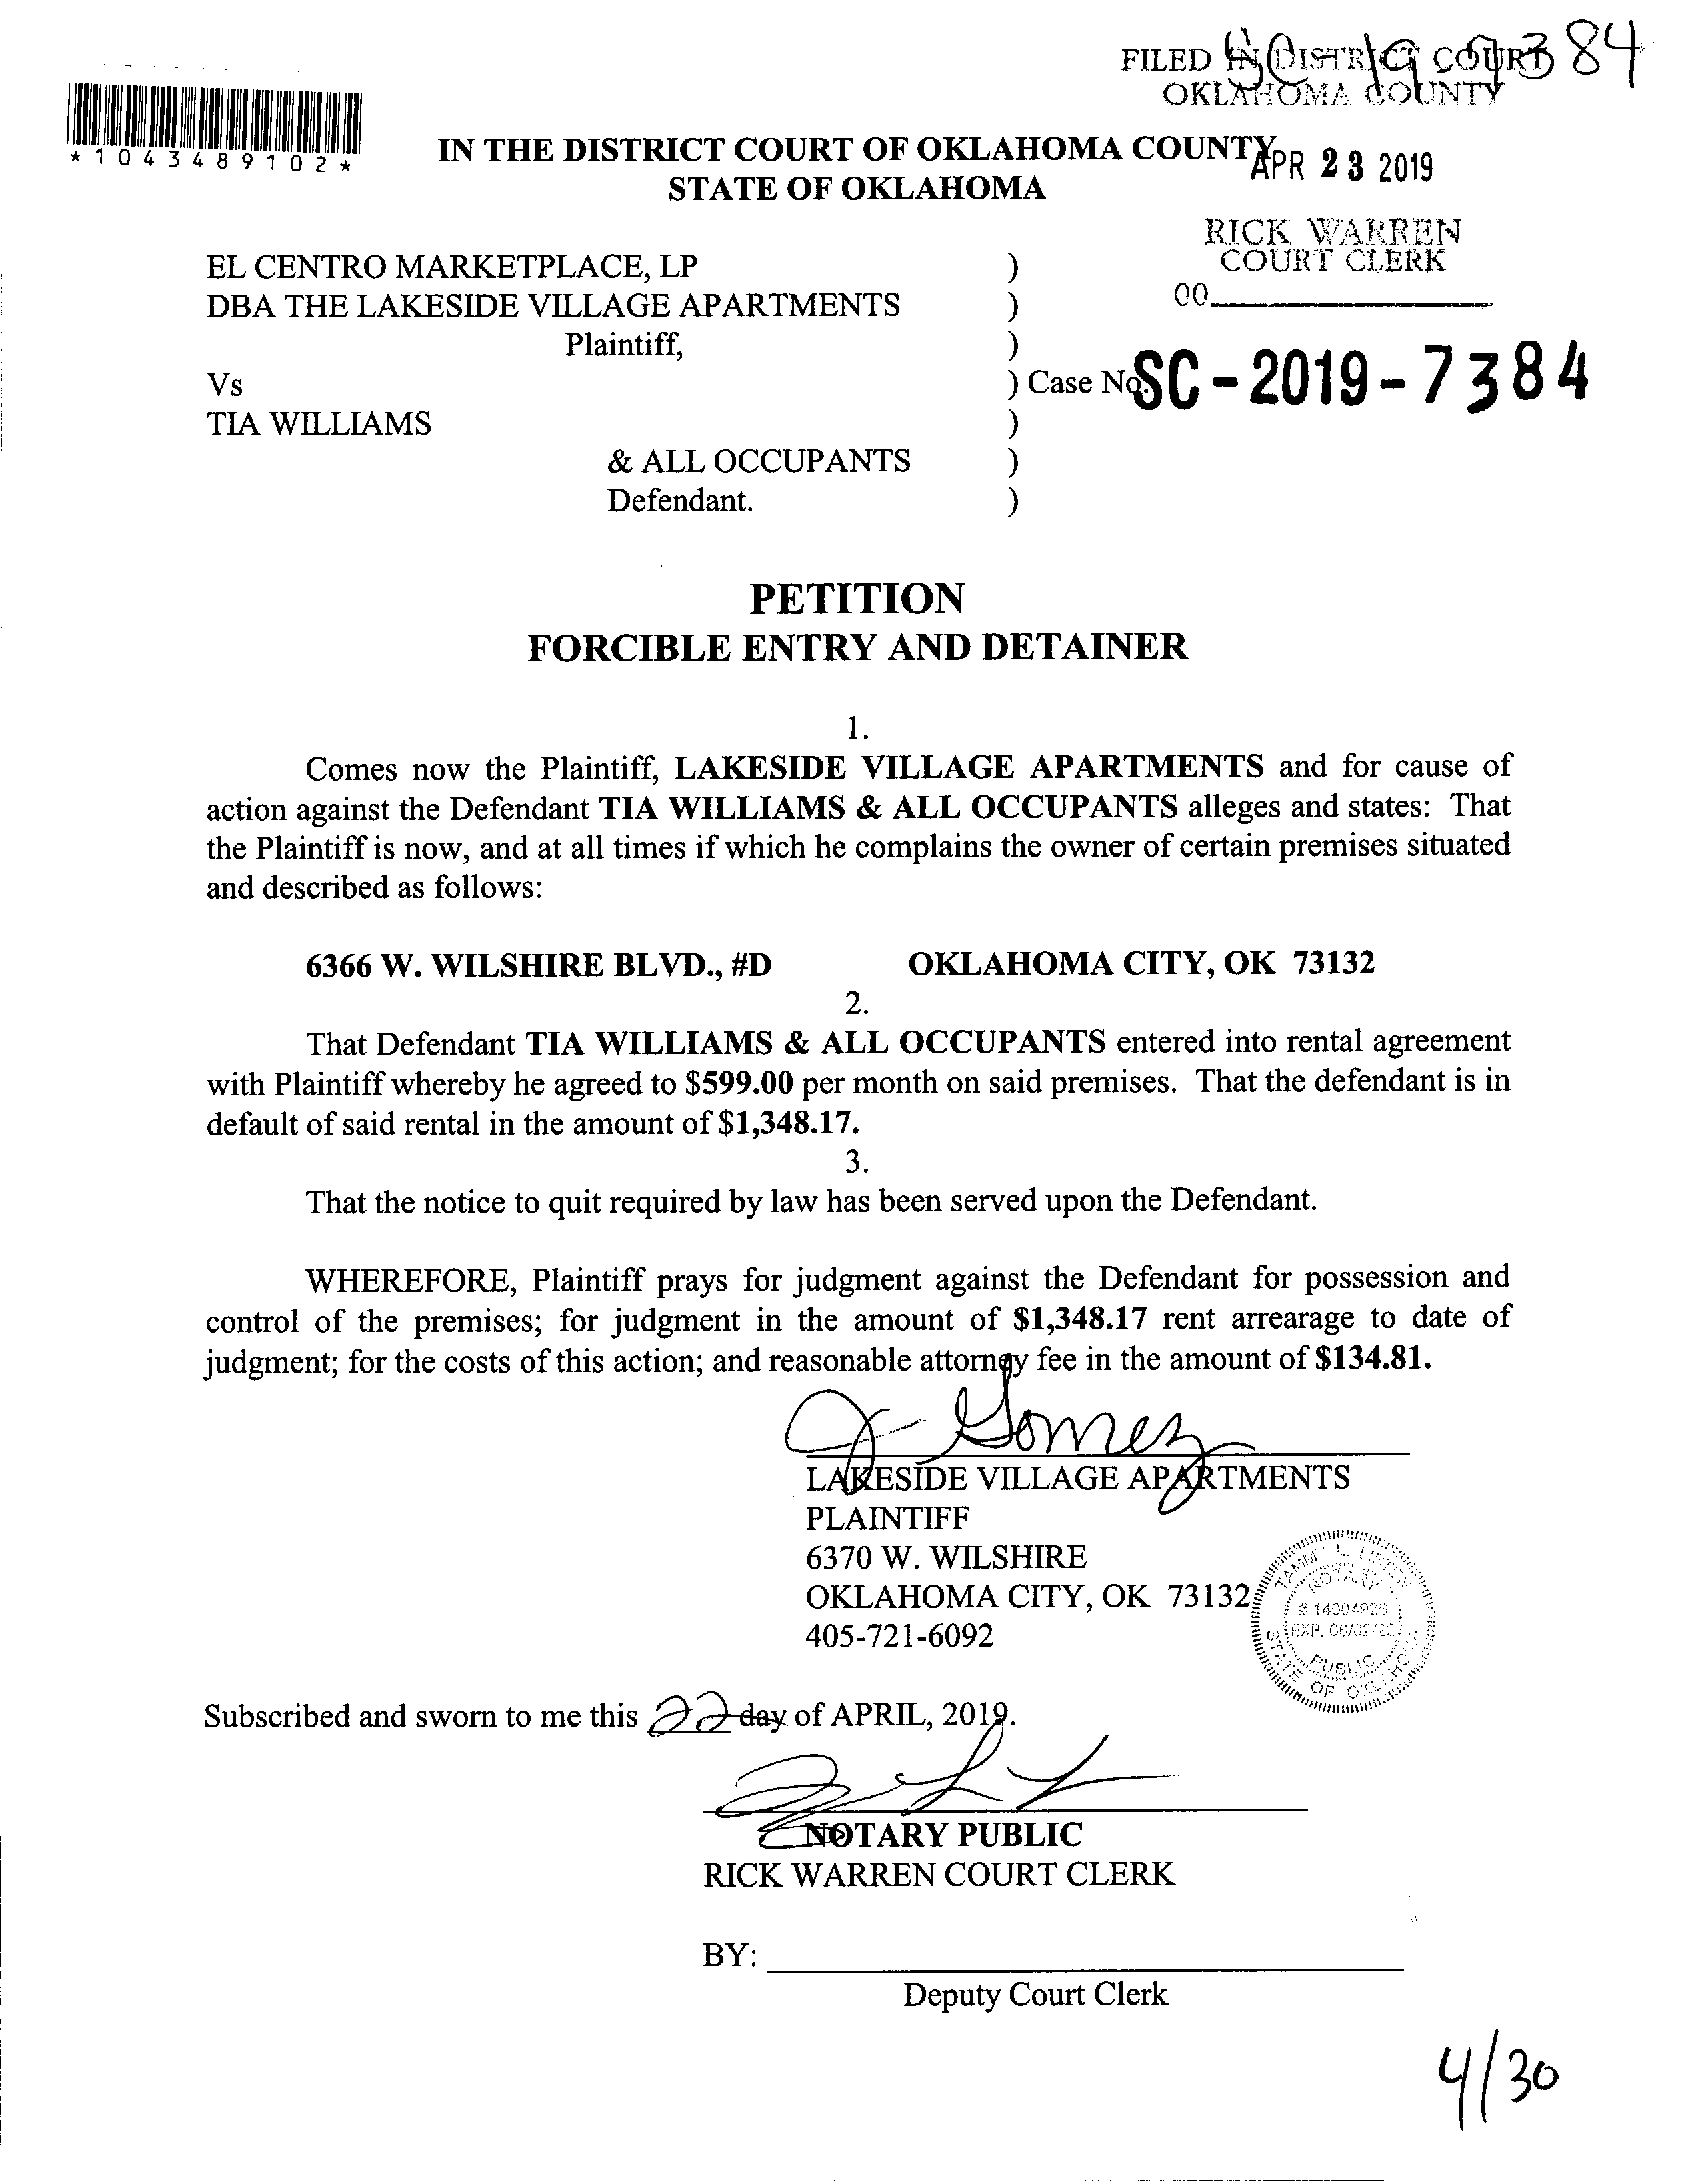 SC 19 7384
FILED IN DISTRICT COURT
OKLAHOMA COUNTY
*1043489102*
IN THE DISTRICT COURT OF OKLAHOMA COUNTY
STATE OF OKLAHOMA
APR 23 2019
RICK WARREN
COURT CLERK
00
EL CENTRO MARKETPLACE, LP )
DBA THE LAKESIDE VILLAGE APARTMENTS )
Plaintiff, )
Vs ) Case No. SC-2019-7384
TIA WILLIAMS )
& ALL OCCUPANTS )
Defendant. )
PETITION
FORCIBLE ENTRY AND DETAINER
1.
Comes now the Plaintiff, LAKESIDE VILLAGE APARTMENTS and for cause of
action against the Defendant TIA WILLIAMS & ALL OCCUPANTS alleges and states: That
the Plaintiff is now, and at all times if which he complains the owner of certain premises situated
and described as follows:
6366 W. WILSHIRE BLVD., #D OKLAHOMA CITY, OK 73132
2.
That Defendant TIA WILLIAMS & ALL OCCUPANTS entered into rental agreement
with Plaintiff whereby he agreed to $599.00 per month on said premises. That the defendant is in
default of said rental in the amount of $1,348.17.
3.
That the notice to quit required by law has been served upon the Defendant.
WHEREFORE, Plaintiff prays for judgment against the Defendant for possession and
control of the premises; for judgment in the amount of $1,348.17 rent arrearage to date of
judgment; for the costs of this action; and reasonable attorney fee in the amount of $134.81.
J Gomez
LAKESIDE VILLAGE APARTMENTS
PLAINTIFF
6370 W. WILSHIRE
OKLAHOMA CITY, OK 73132
405-721-6092
NOTARY
PUBLIC
STATE OF
Subscribed and sworn to me this 22 day of APRIL, 2019.
NOTARY PUBLIC
RICK WARREN COURT CLERK
BY:
Deputy Court Clerk
4/30